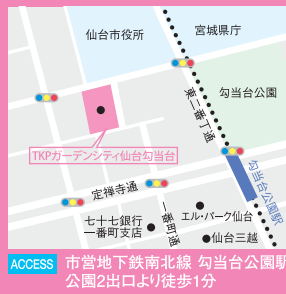 仙台市役所
宮城県庁
勾当台公園
東二番丁通
TKPガーデンシティ仙台勾当台
勾当台公園駅
定禅寺通
エル・パーク仙台
七十七銀行
一番町支店
一番町通
仙台三越
ACCESS 市営地下鉄南北線 勾当台公園駅
公園2出口より徒歩1分